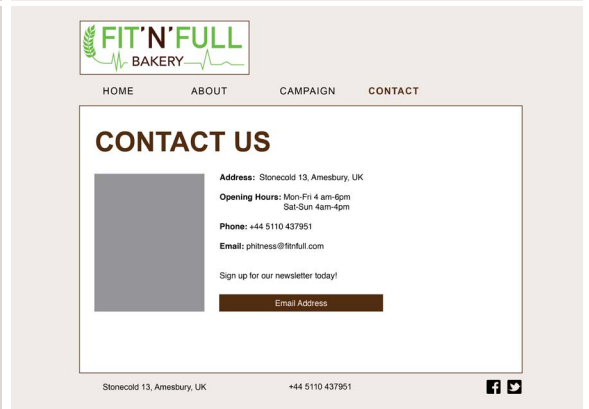 FIT'N'FULL
BAKERY
HOME ABOUT CAMPAIGN CONTACT
CONTACT US
Address: Stonecold 13, Amesbury, UK
Opening Hours: Mon-Fri 4 am-6pm
Sat-Sun 4am-4pm
Phone: +44 5110 437951
Email: phitness@fitnfull.com
Sign up for our newsletter today!
Email Address
Stonecold 13, Amesbury, UK +44 5110 437951